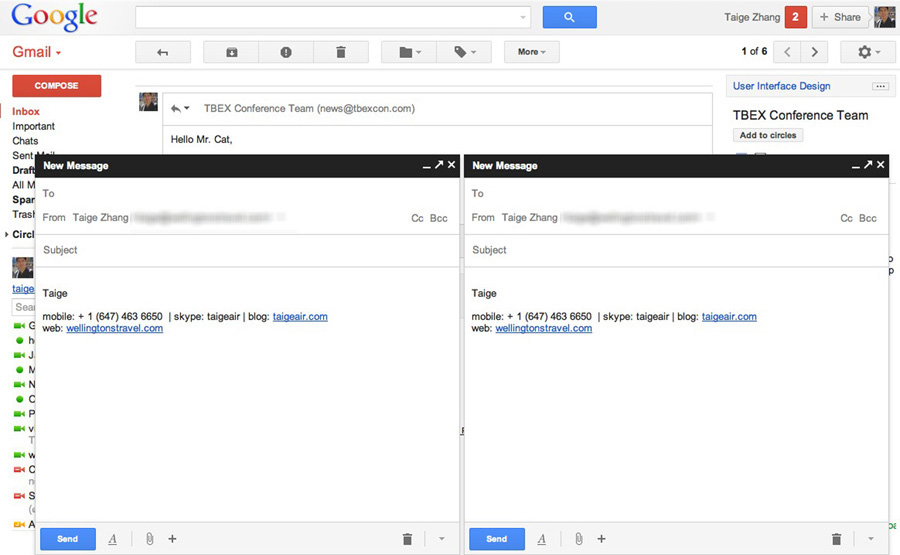 Google
Taige Zhang 2 + Share
Gmail
More
1 of 6
COMPOSE
Inbox
Important
Chats
Sent Mail
Draft
All M
Spar
Trash
Circl
taige
Sea
TBEX Conference Team (news@tbexcon.com)
Hello Mr. Cat,
User Interface Design
TBEX Conference Team
Add to circles
New Message
To
From Taige Zhang
Cc Bcc
Subject
Taige
mobile: + 1 (647) 463 6650 | skype: taigeair | blog: taigeair.com
web: wellingtonstravel.com
Send
New Message
To
From Taige Zhang
Cc Bcc
Subject
Taige
mobile: + 1 (647) 463 6650 | skype: taigeair | blog: taigeair.com
web: wellingtonstravel.com
Send